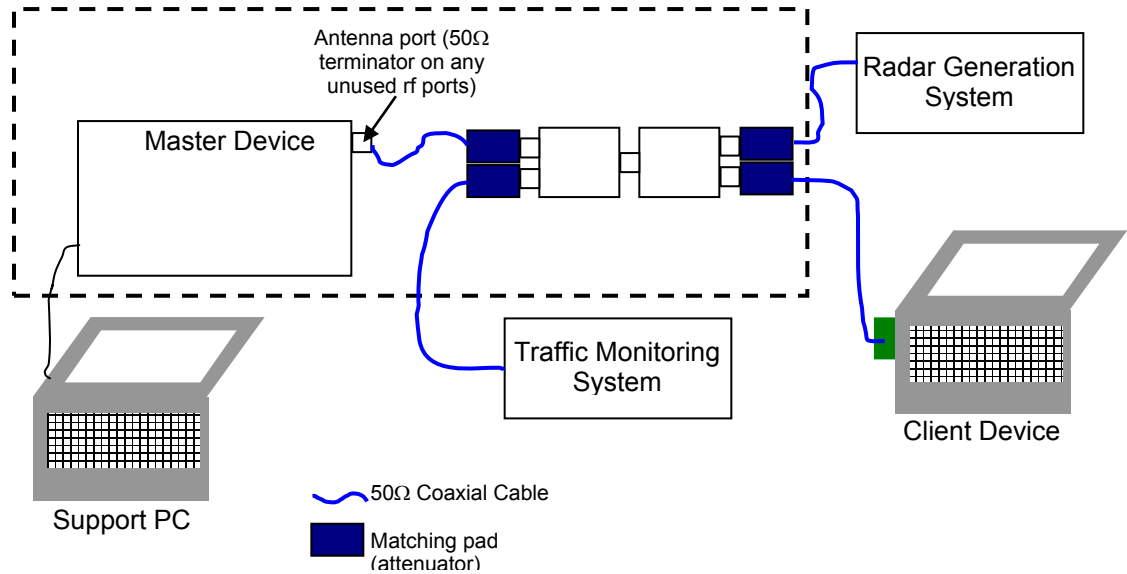 Antenna port (50Ω
terminator on any
unused rf ports)
Radar Generation
System
Master Device
Traffic Monitoring
System
Client Device
Support PC
50Ω Coaxial Cable
Matching pad
(attenuator)